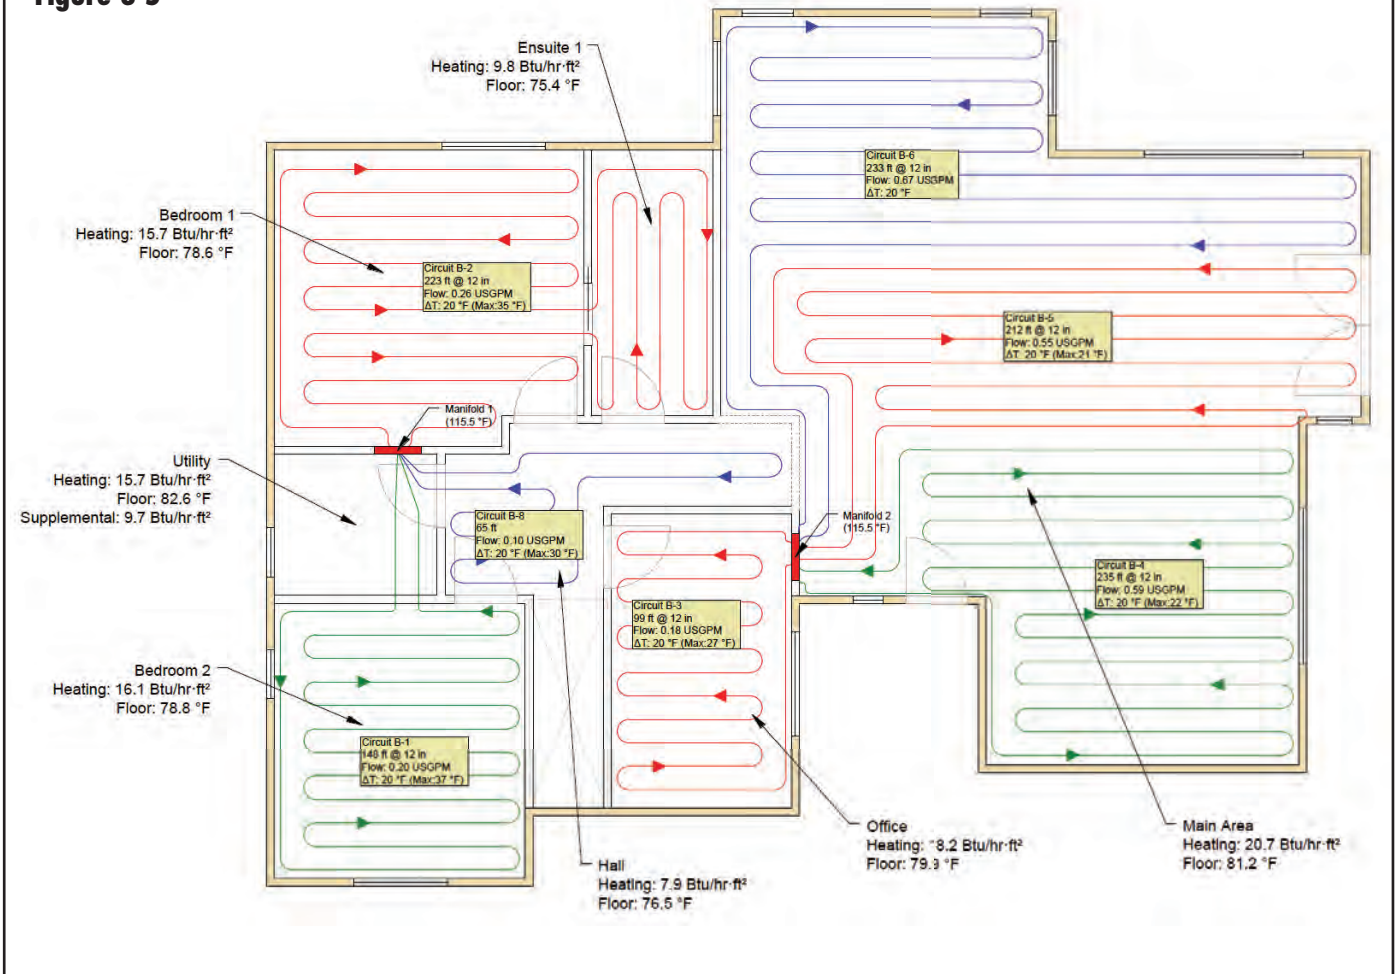 Ensuite 1
Heating: 9.8 Btu/hr·ft²
Floor: 75.4 °F
Circuit B-6
233 ft @ 12 in
Flow: 0.67 USGPM
ΔT: 20 °F
Bedroom 1
Heating: 15.7 Btu/hr·ft²
Floor: 78.6 °F
Circuit B-2
223 ft @ 12 in
Flow: 0.26 USGPM
ΔT: 20 °F (Max:35 °F)
Circuit B-5
212 ft @ 12 in
Flow: 0.55 USGPM
ΔT: 20 °F (Max:21 °F)
Manifold 1
(115.5 °F)
Utility
Heating: 15.7 Btu/hr·ft²
Floor: 82.6 °F
Supplemental: 9.7 Btu/hr·ft²
Circuit B-8
65 ft
Flow: 0.10 USGPM
ΔT: 20 °F (Max:30 °F)
Manifold 2
(115.5 °F)
Circuit B-4
235 ft @ 12 in
Flow: 0.59 USGPM
ΔT: 20 °F (Max:22 °F)
Circuit B-3
99 ft @ 12 in
Flow: 0.18 USGPM
ΔT: 20 °F (Max:27 °F)
Bedroom 2
Heating: 16.1 Btu/hr·ft²
Floor: 78.8 °F
Circuit B-1
ft @ 12 in
Flow: 0.20 USGPM
ΔT: 20 °F (Max:37 °F)
Hall
Heating: 7.9 Btu/hr·ft²
Floor: 76.5 °F
Office
Heating: 8.2 Btu/hr·ft²
Floor: 79.9 °F
Main Area
Heating: 20.7 Btu/hr·ft²
Floor: 81.2 °F